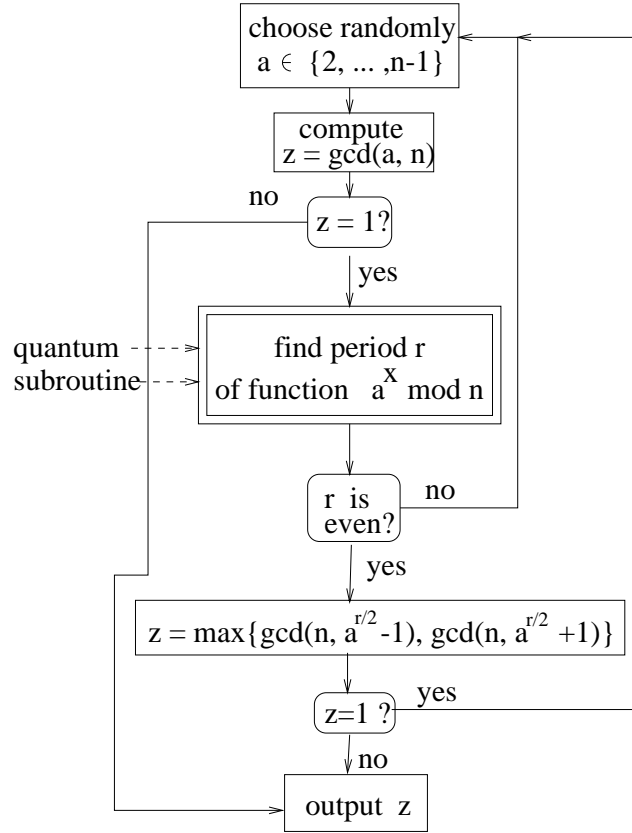 choose randomly
a ∈ {2, ... ,n-1}
compute
z = gcd(a, n)
no
z = 1?
yes
quantum
subroutine
find period r
of function a^x mod n
r is
even?
no
yes
z = max{gcd(n, a^{r/2} -1), gcd(n, a^{r/2} +1)}
z=1 ?
yes
no
output z